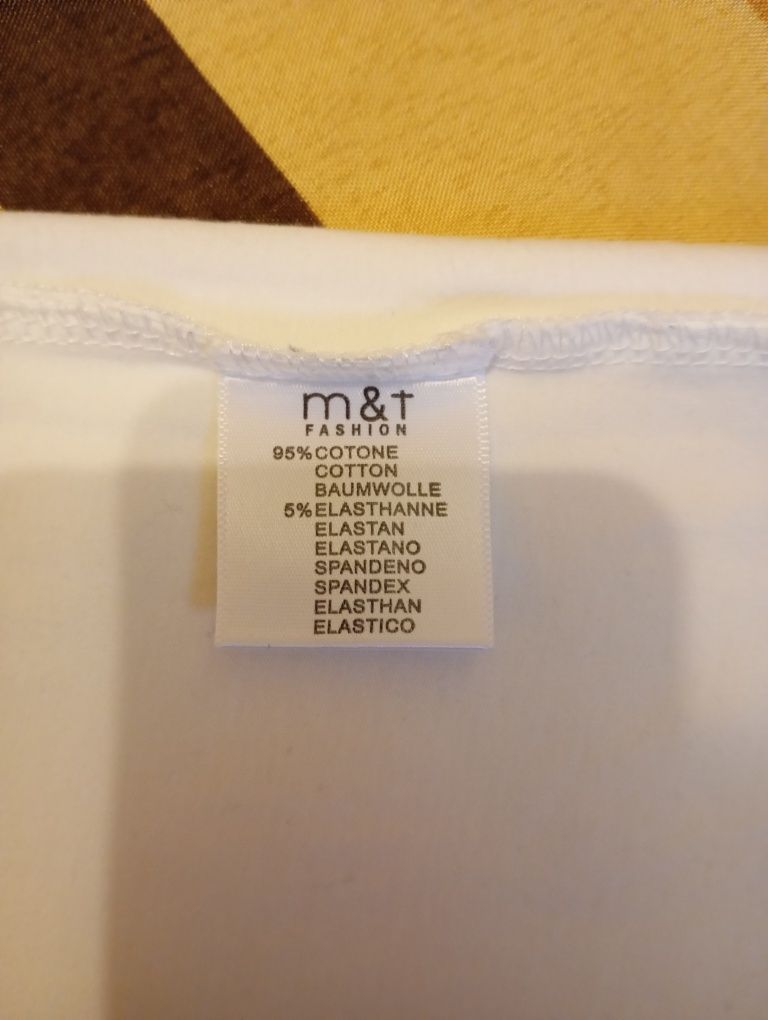 m&t
FASHION
95% COTONE
COTTON
BAUMWOLLE
5% ELASTHANNE
ELASTAN
ELASTANO
SPANDENO
SPANDEX
ELASTHAN
ELASTICO